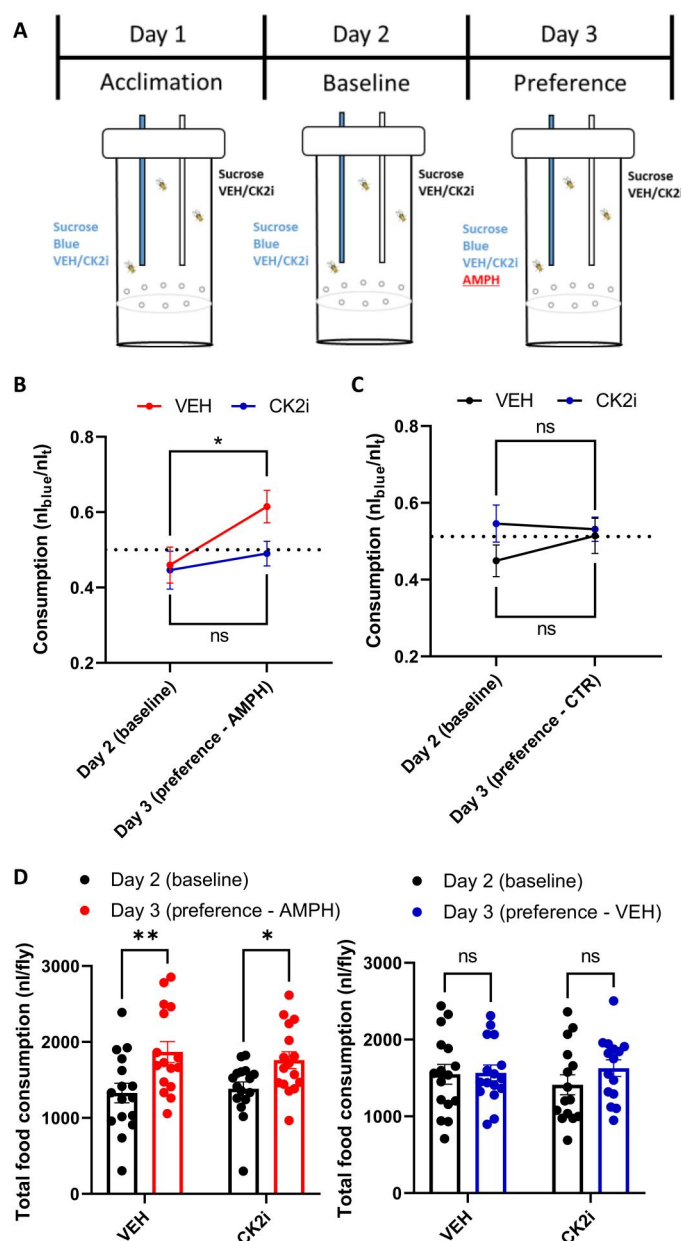 A
Day 1
Day 2
Day 3
Acclimation
Baseline
Preference
Sucrose
VEH/CK2i
Sucrose
Blue
VEH/CK2i
Sucrose
VEH/CK2i
Sucrose
Blue
VEH/CK2i
Sucrose
VEH/CK2i
Sucrose
Blue
VEH/CK2i
AMPH
B
VEH
CK2i
Consumption (nl_blue/nl_t)
0.8
0.6
0.4
0.2
*
ns
Day 2 (baseline)
Day 3 (preference - AMPH)
C
VEH
CK2i
Consumption (nl_blue/nl_t)
0.8
0.6
0.4
0.2
ns
ns
Day 2 (baseline)
Day 3 (preference - CTR)
D
Day 2 (baseline)
Day 3 (preference - AMPH)
Total food consumption (nl/fly)
3000
2000
1000
0
**
*
VEH
CK2i
Day 2 (baseline)
Day 3 (preference - VEH)
Total food consumption (nl/fly)
3000
2000
1000
0
ns
ns
VEH
CK2i